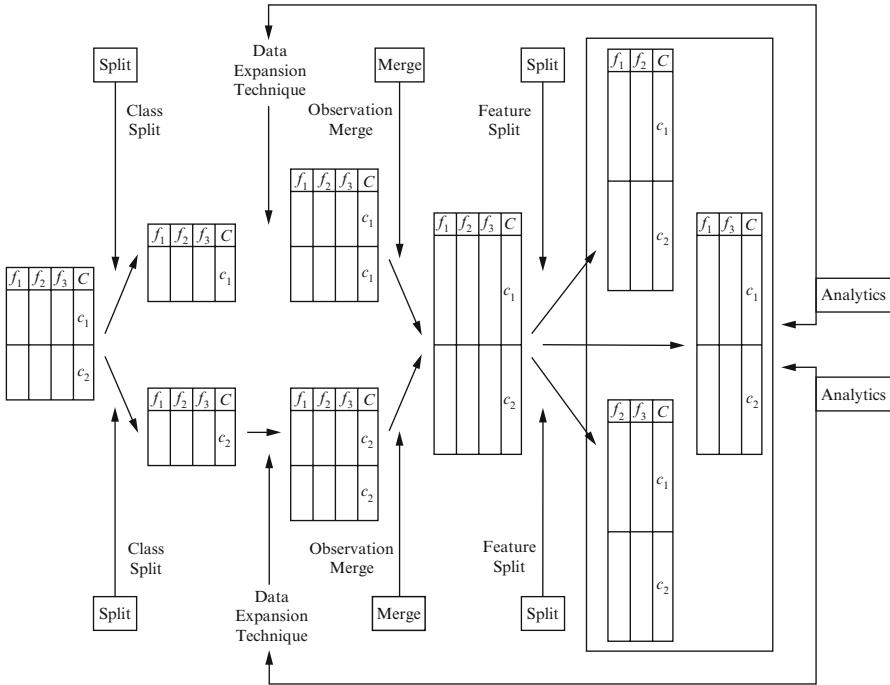 Split
Class
Split
Data
Expansion
Technique
Merge
Observation
Merge
Split
Feature
Split
f₁ f₂ C
c₁
c₂
f₁ f₂ f₃ C
c₁
c₁
f₁ f₂ f₃ C
c₁
f₁ f₂ f₃ C
c₁
c₂
f₁ f₂ f₃ C
c₁
c₂
f₁ f₃ C
c₁
c₂
Analytics
Analytics
f₁ f₂ f₃ C
c₂
f₁ f₂ f₃ C
c₂
c₂
f₂ f₃ C
c₁
c₂
Class
Split
Split
Data
Expansion
Technique
Observation
Merge
Merge
Feature
Split
Split